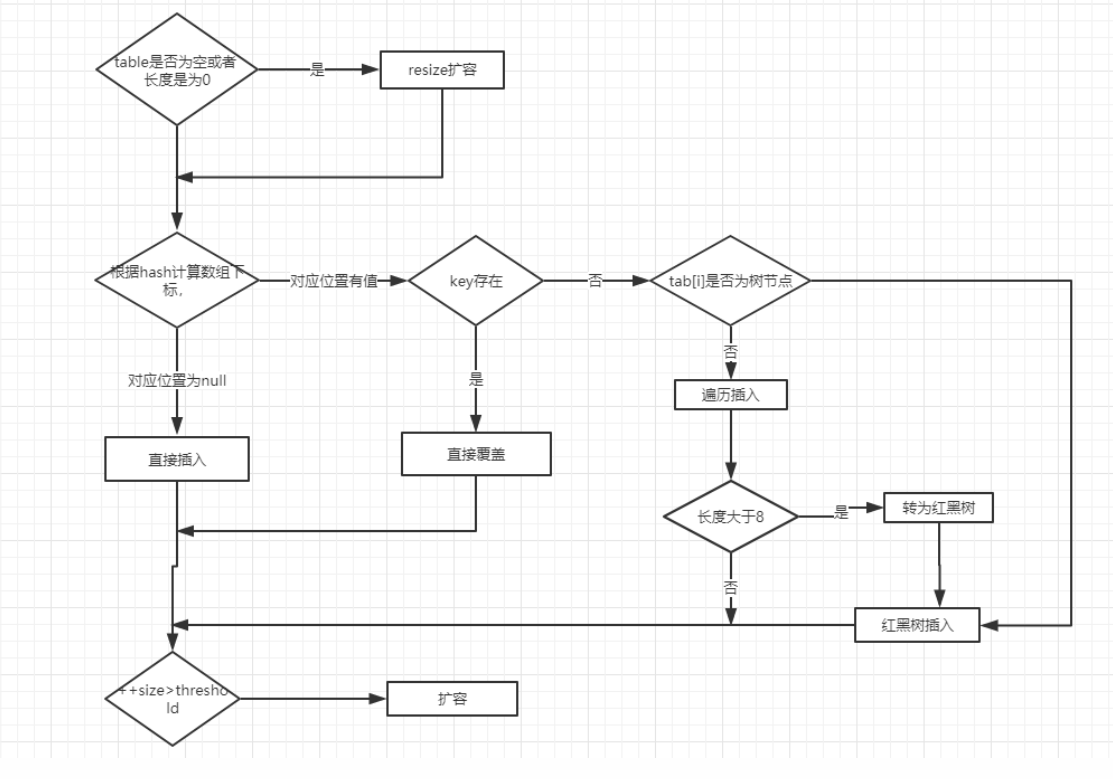 table是否为空或者
长度是为0
是
resize扩容
根据hash计算数组下
标，
对应位置有值
key存在
否
tab[i]是否为树节点
对应位置为null
是
否
遍历插入
直接插入
直接覆盖
长度大于8
是
转为红黑树
否
红黑树插入
++size>thresho
ld
扩容